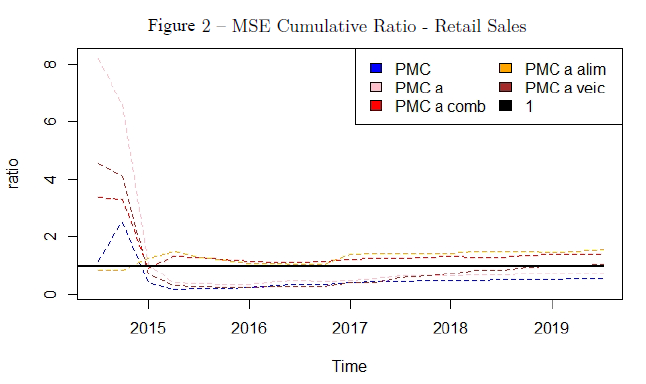 Figure 2 – MSE Cumulative Ratio - Retail Sales
PMC
PMC a
PMC a comb
PMC a alim
PMC a veic
1
ratio
8
6
4
2
0
2015 2016 2017 2018 2019
Time